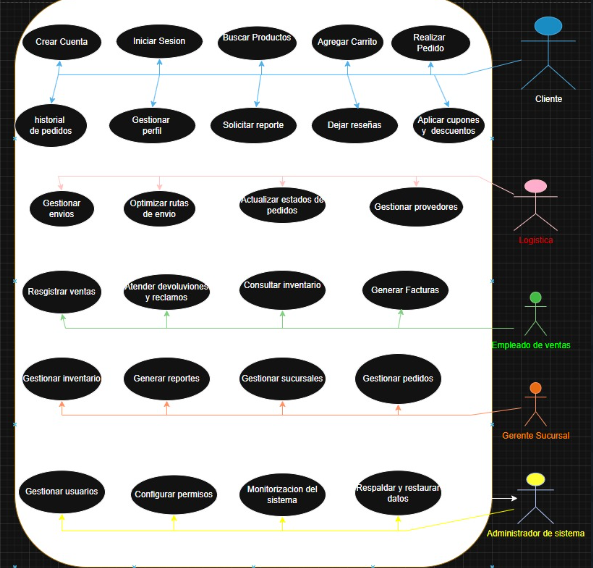 Crear Cuenta
Iniciar Sesion
Buscar Productos
Agregar Carrito
Realizar
Pedido
Cliente
historial
de pedidos
Gestionar
perfil
Solicitar reporte
Dejar reseñas
Aplicar cupones
y descuentos
Gestionar
envios
Optimizar rutas
de envio
Actualizar estados de
pedidos
Gestionar provedores
Logistica
Resgistrar ventas
Atender devoluviones
y reclamos
Consultar inventario
Generar Facturas
Empleado de ventas
Gestionar inventario
Generar reportes
Gestionar sucursales
Gestionar pedidos
Gerente Sucursal
Gestionar usuarios
Configurar permisos
Monitorizacion del
sistema
Respaldar y restaurar
datos
Administrador de sistema